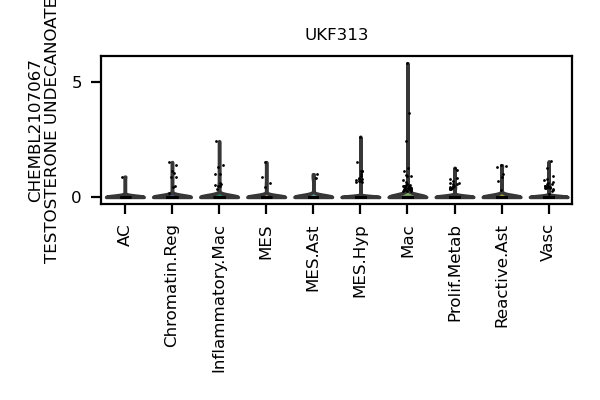 UKF313
CHEMBL2107067
TESTOSTERONE UNDECANOATE
5
0
AC
Chromatin.Reg
Inflammatory.Mac
MES
MES.Ast
MES.Hyp
Mac
Prolif.Metab
Reactive.Ast
Vasc